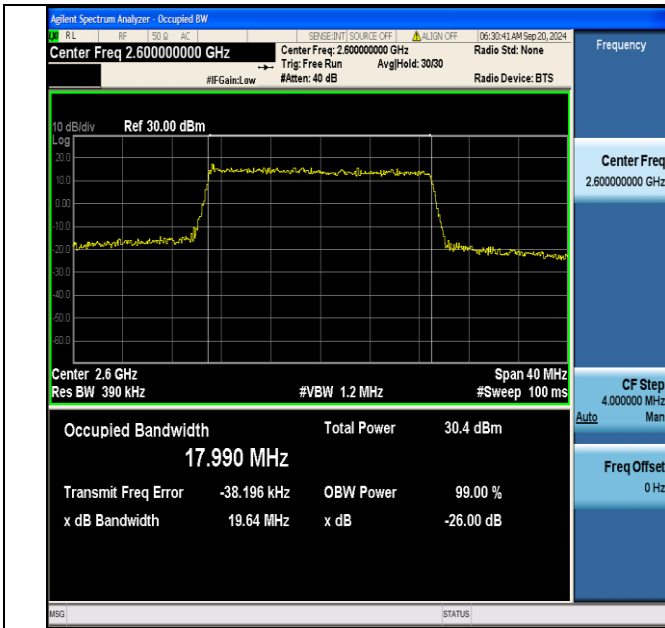 Agilent Spectrum Analyzer - Occupied BW
RL RF 50 Ω AC SENSE:INT SOURCE OFF ALIGN OFF 06:30:41 AM Sep 20, 2024
Center Freq 2.600000000 GHz Center Freq: 2.600000000 GHz Radio Std: None
Trig: Free Run Avg|Hold: 30/30
#IFGain:Low #Atten: 40 dB Radio Device: BTS
Frequency
10 dB/div Ref 30.00 dBm
Log
20.0
10.0
0.00
-10.0
-20.0
-30.0
-40.0
-50.0
-60.0
Center 2.6 GHz Span 40 MHz
Res BW 390 kHz #VBW 1.2 MHz #Sweep 100 ms
Occupied Bandwidth Total Power 30.4 dBm
17.990 MHz
Transmit Freq Error -38.196 kHz OBW Power 99.00 %
x dB Bandwidth 19.64 MHz x dB -26.00 dB
Center Freq
2.600000000 GHz
CF Step
4.000000 MHz
Auto Man
Freq Offset
0 Hz
MSG STATUS